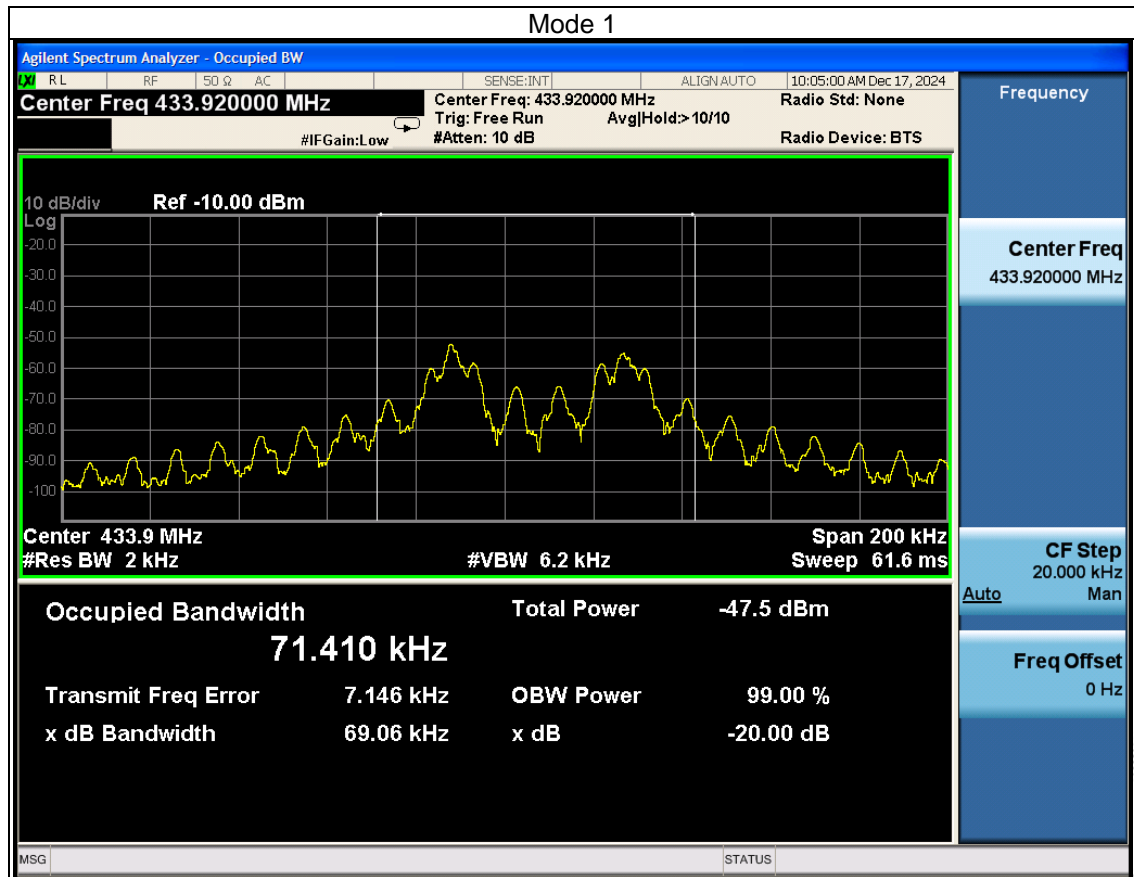 Mode 1
Agilent Spectrum Analyzer - Occupied BW
LXI RL RF 50 Ω AC SENSE:INT ALIGN AUTO 10:05:00 AM Dec 17, 2024
Center Freq 433.920000 MHz
Center Freq: 433.920000 MHz Radio Std: None
Trig: Free Run Avg|Hold:> 10/10
#IFGain:Low #Atten: 10 dB Radio Device: BTS
10 dB/div Ref -10.00 dBm
Log
-20.0
-30.0
-40.0
-50.0
-60.0
-70.0
-80.0
-90.0
-100
Center 433.9 MHz Span 200 kHz
#Res BW 2 kHz #VBW 6.2 kHz Sweep 61.6 ms
Occupied Bandwidth Total Power -47.5 dBm
71.410 kHz
Transmit Freq Error 7.146 kHz OBW Power 99.00 %
x dB Bandwidth 69.06 kHz x dB -20.00 dB
Frequency
Center Freq
433.920000 MHz
CF Step
20.000 kHz
Auto Man
Freq Offset
0 Hz
MSG STATUS